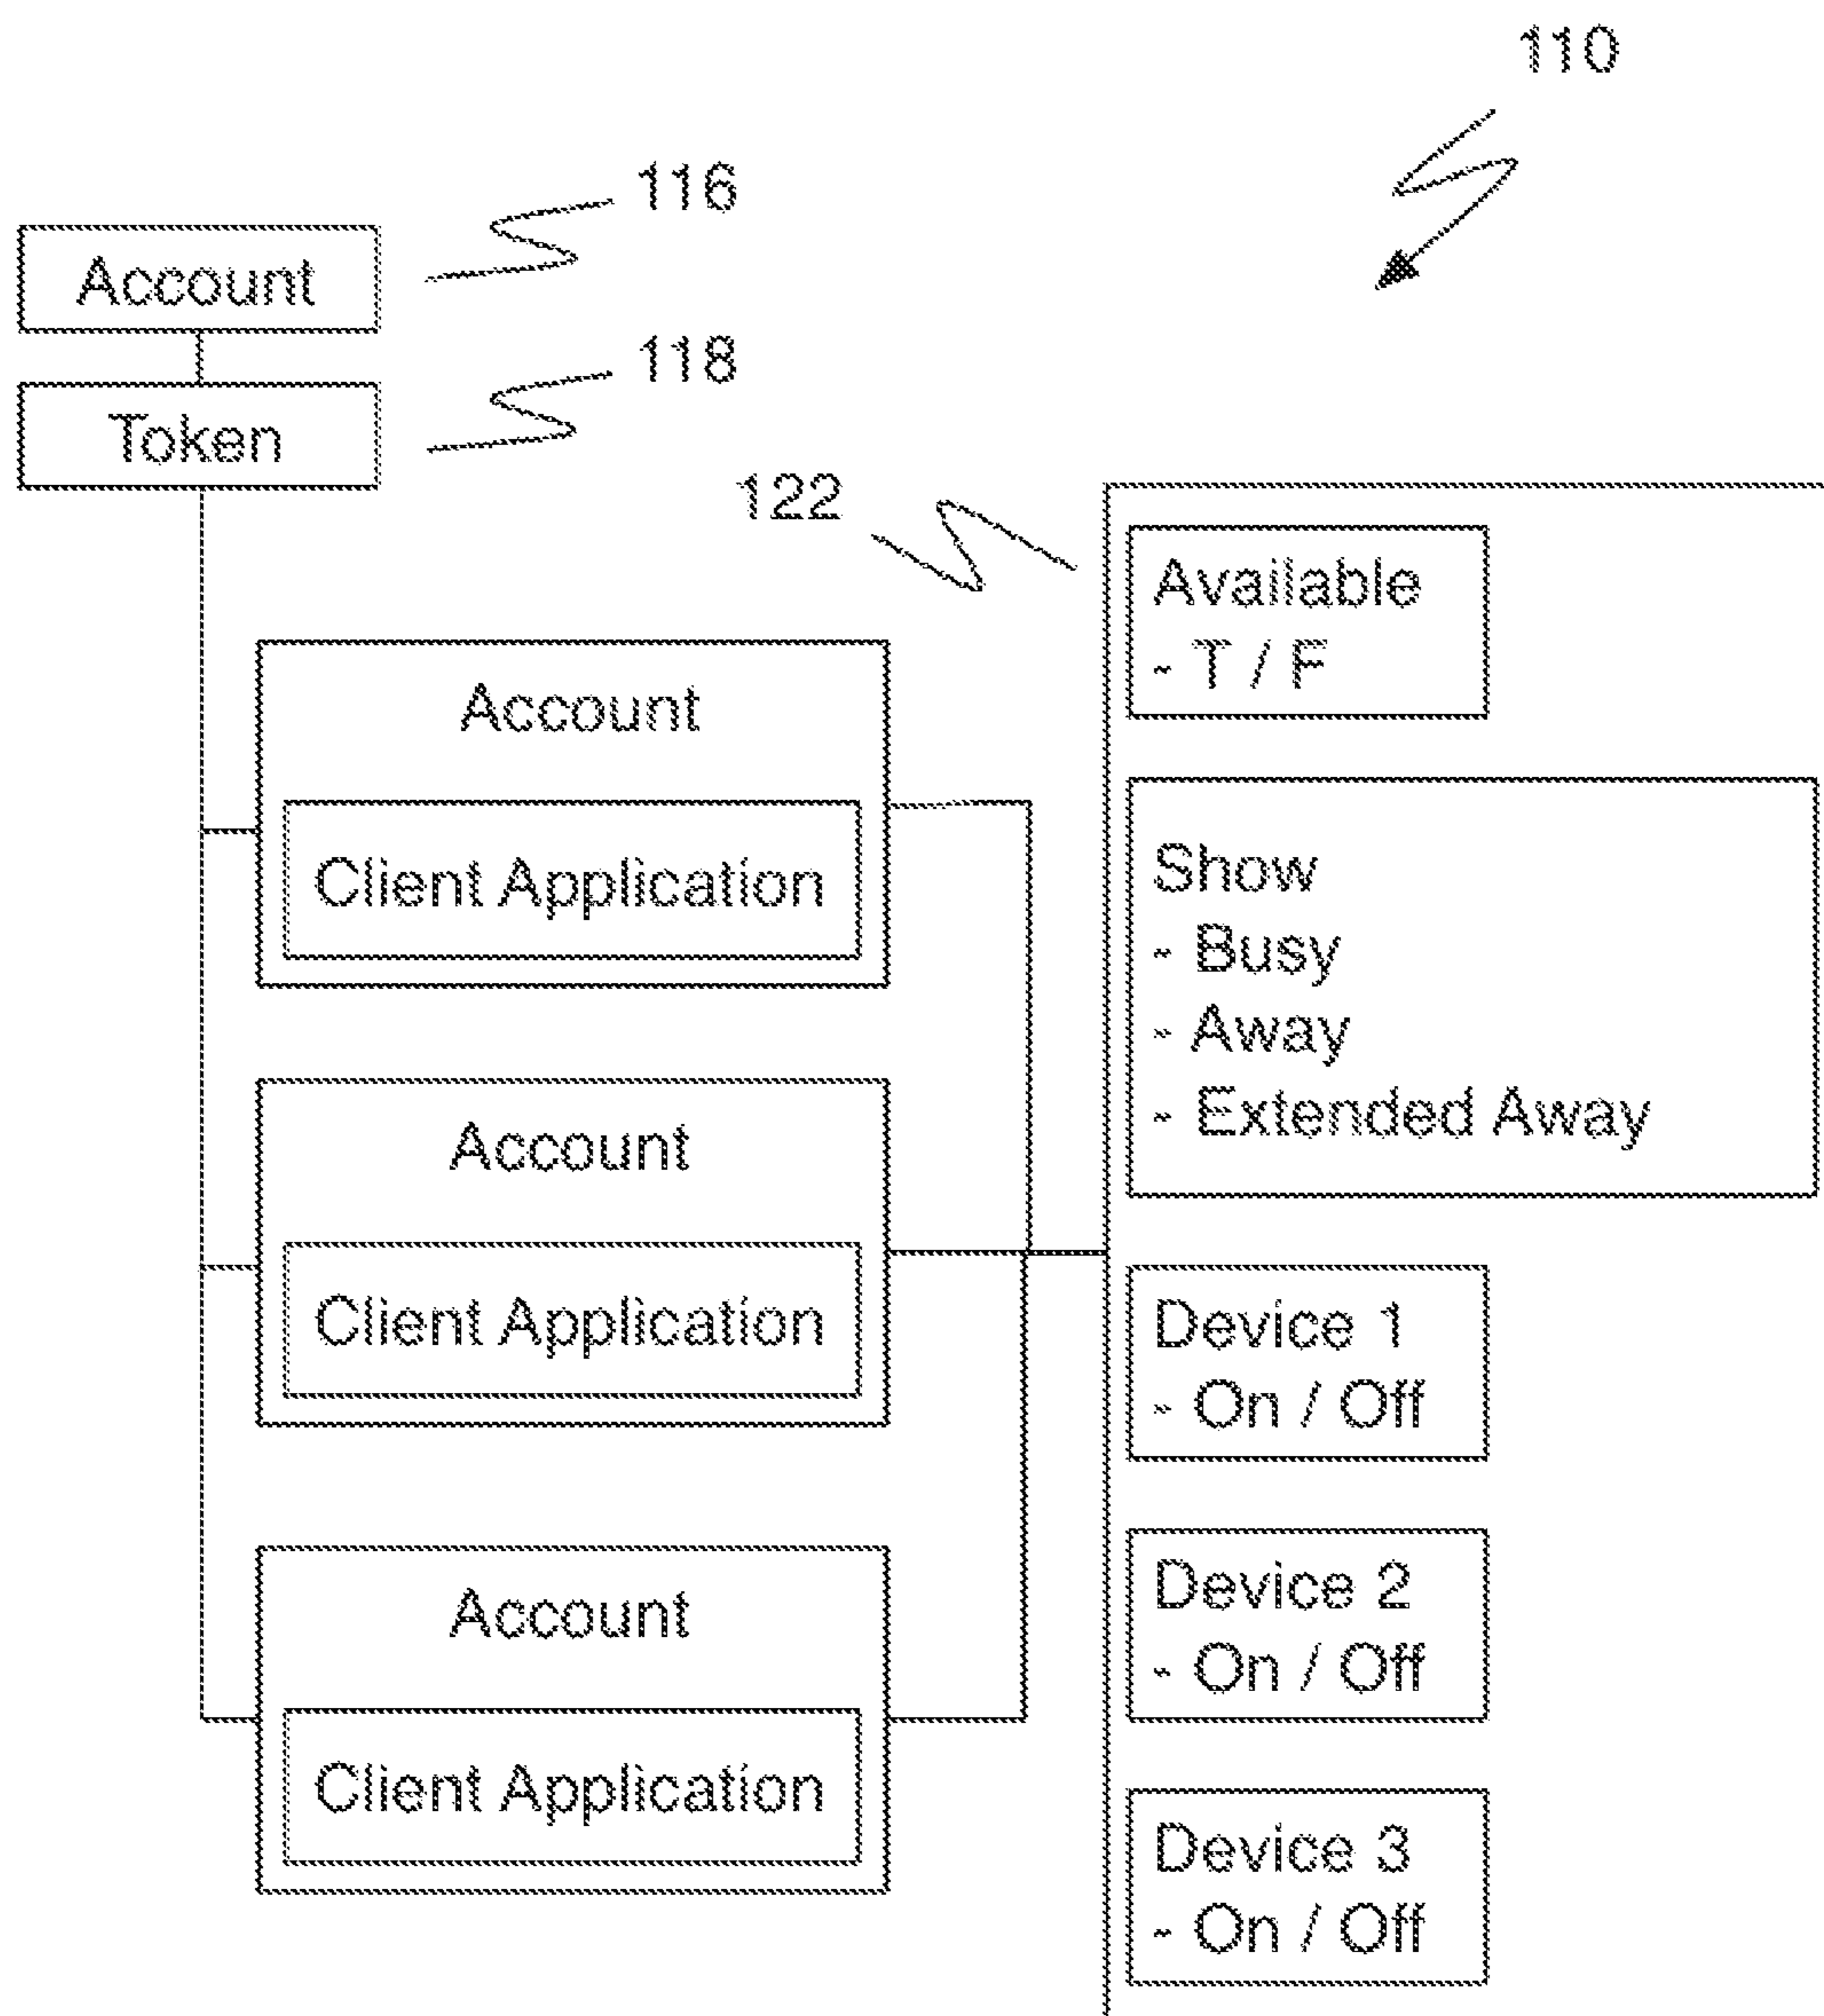 110
116
Account
118
Token
122
Available
- T / F
Account
Client Application
Show
- Busy
- Away
- Extended Away
Account
Client Application
Device 1
- On / Off
Account
Client Application
Device 2
- On / Off
Device 3
- On / Off